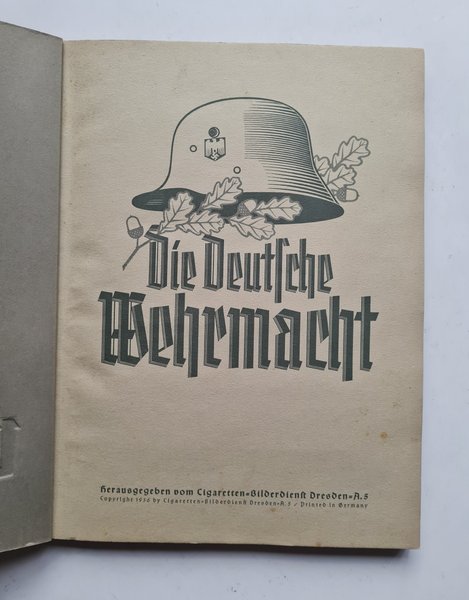 Die Deutſche
Wehrmacht
Herausgegeben vom Cigaretten=Bilderdienſt Dresden=A.5
Copyright 1936 by Cigaretten=Bilderdienſt Dresden=A.5 / Printed in Germany